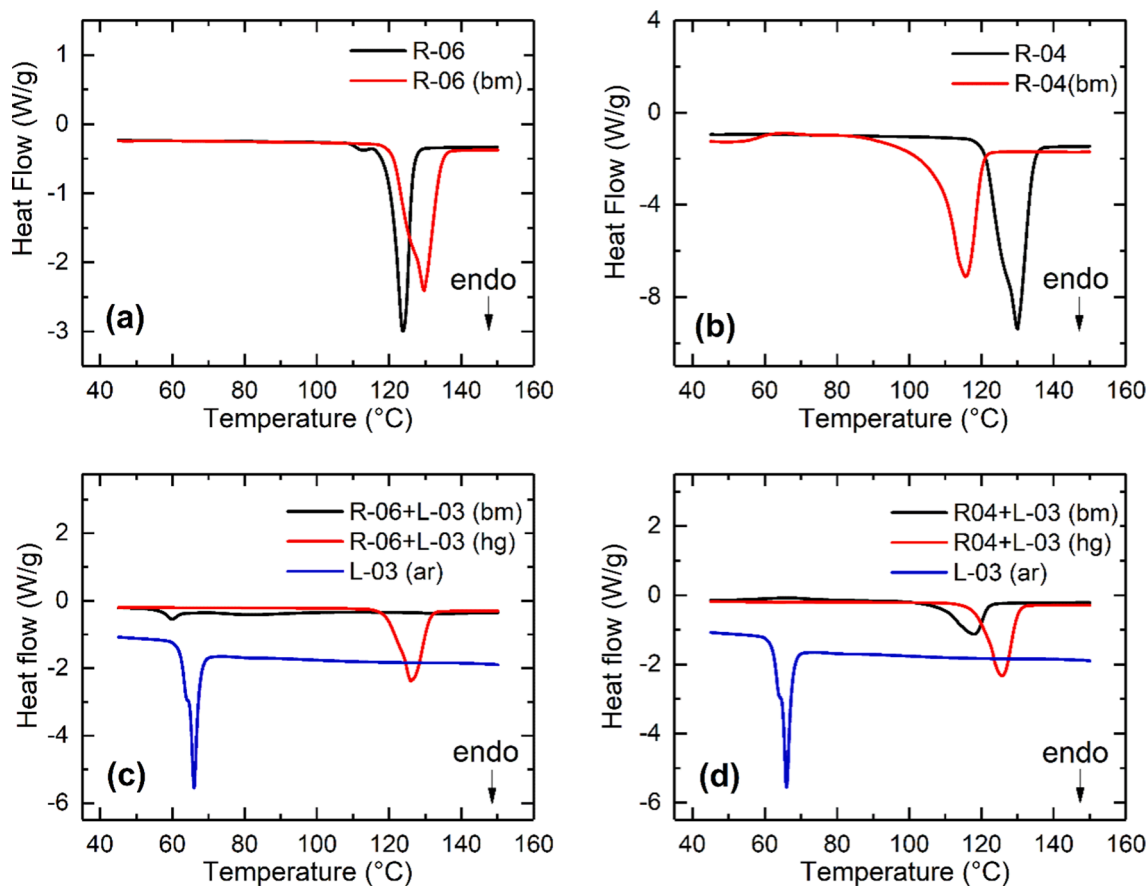 1
0
-1
-2
-3
Heat Flow (W/g)
R-06
R-06 (bm)
endo
(a)
40 60 80 100 120 140 160
Temperature (°C)
4
0
-4
-8
Heat Flow (W/g)
R-04
R-04(bm)
endo
(b)
40 60 80 100 120 140 160
Temperature (°C)
2
0
-2
-4
-6
Heat flow (W/g)
R-06+L-03 (bm)
R-06+L-03 (hg)
L-03 (ar)
endo
(c)
40 60 80 100 120 140 160
Temperature (°C)
2
0
-2
-4
-6
Heat flow (W/g)
R04+L-03 (bm)
R04+L-03 (hg)
L-03 (ar)
endo
(d)
40 60 80 100 120 140 160
Temperature (°C)